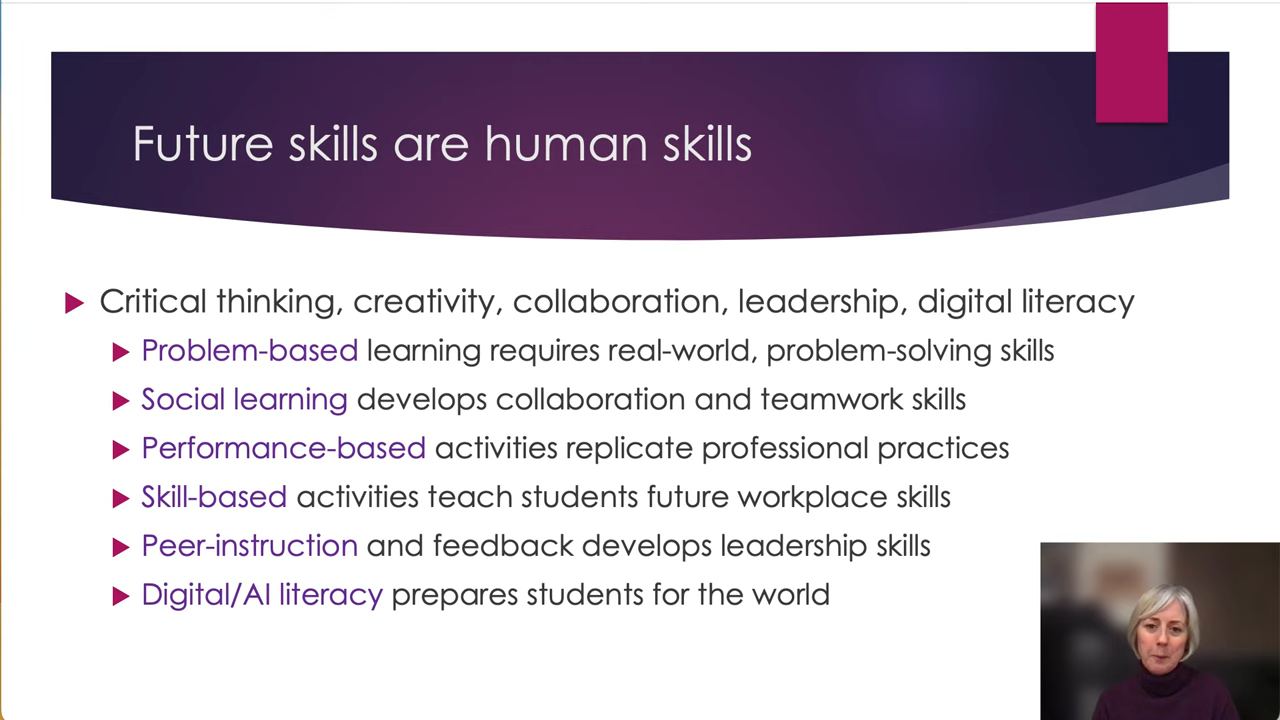 Future skills are human skills
Critical thinking, creativity, collaboration, leadership, digital literacy
Problem-based learning requires real-world, problem-solving skills
Social learning develops collaboration and teamwork skills
Performance-based activities replicate professional practices
Skill-based activities teach students future workplace skills
Peer-instruction and feedback develops leadership skills
Digital/AI literacy prepares students for the world